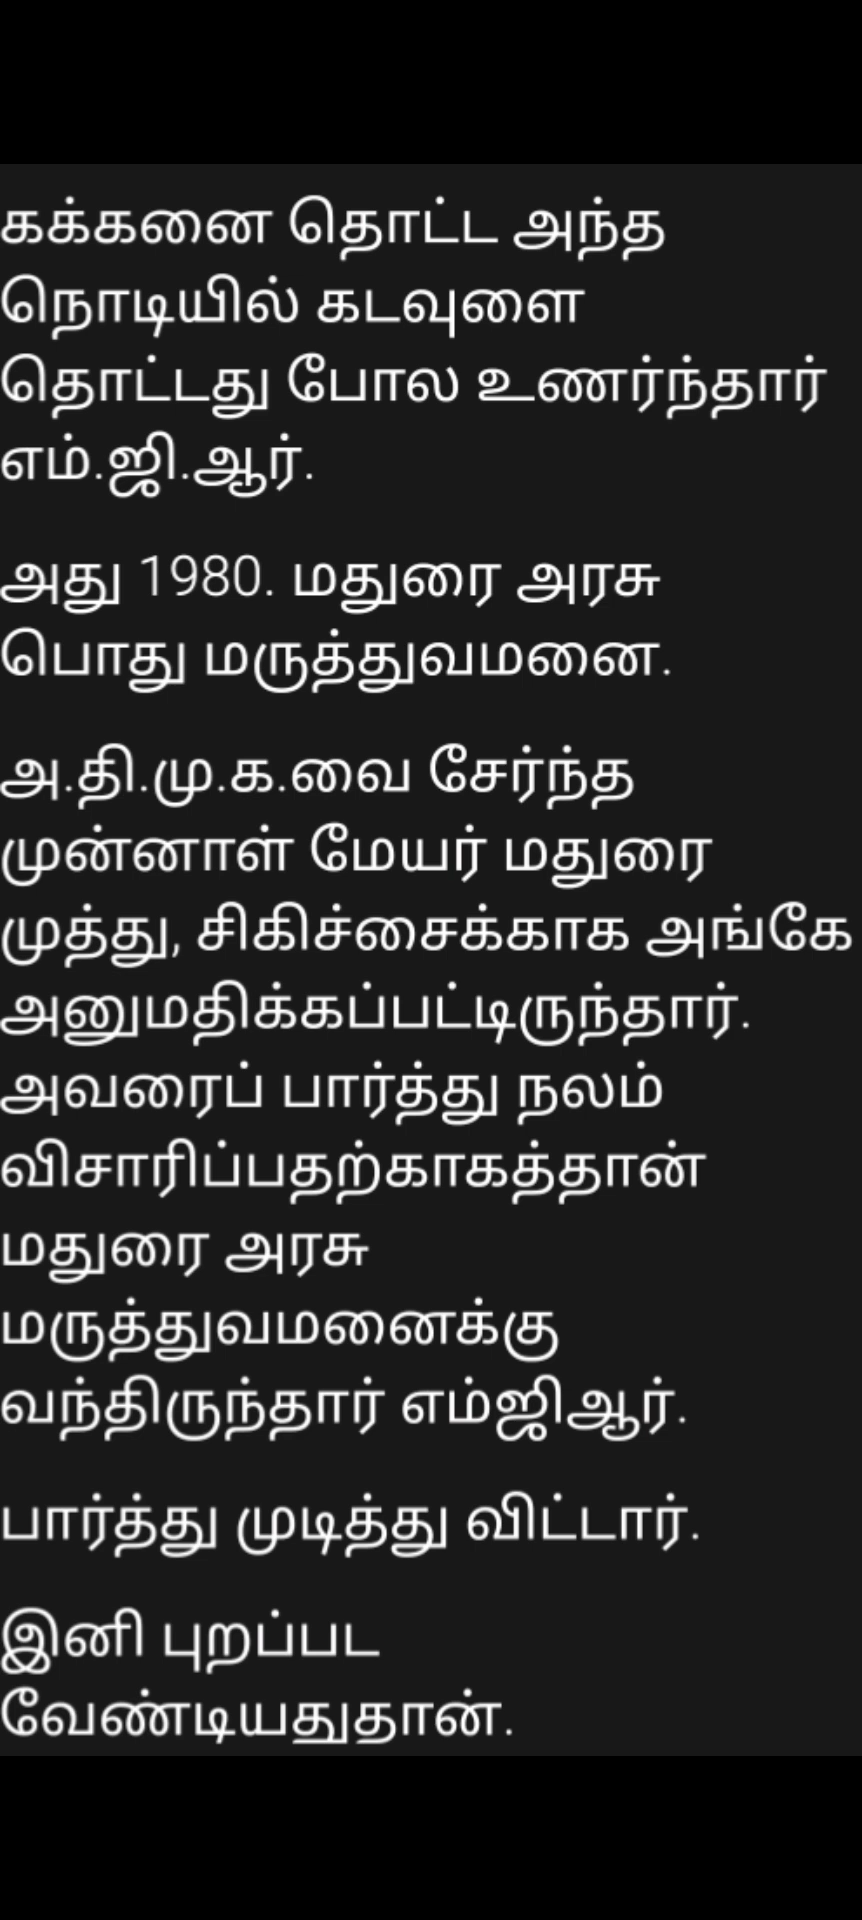 கக்கனை தொட்ட அந்த
நொடியில் கடவுளை
தொட்டது போல உணர்ந்தார்
எம்.ஜி.ஆர்.
அது 1980. மதுரை அரசு
பொது மருத்துவமனை.
அ.தி.மு.க.வை சேர்ந்த
முன்னாள் மேயர் மதுரை
முத்து, சிகிச்சைக்காக அங்கே
அனுமதிக்கப்பட்டிருந்தார்.
அவரைப் பார்த்து நலம்
விசாரிப்பதற்காகத்தான்
மதுரை அரசு
மருத்துவமனைக்கு
வந்திருந்தார் எம்ஜிஆர்.
பார்த்து முடித்து விட்டார்.
இனி புறப்பட
வேண்டியதுதான்.